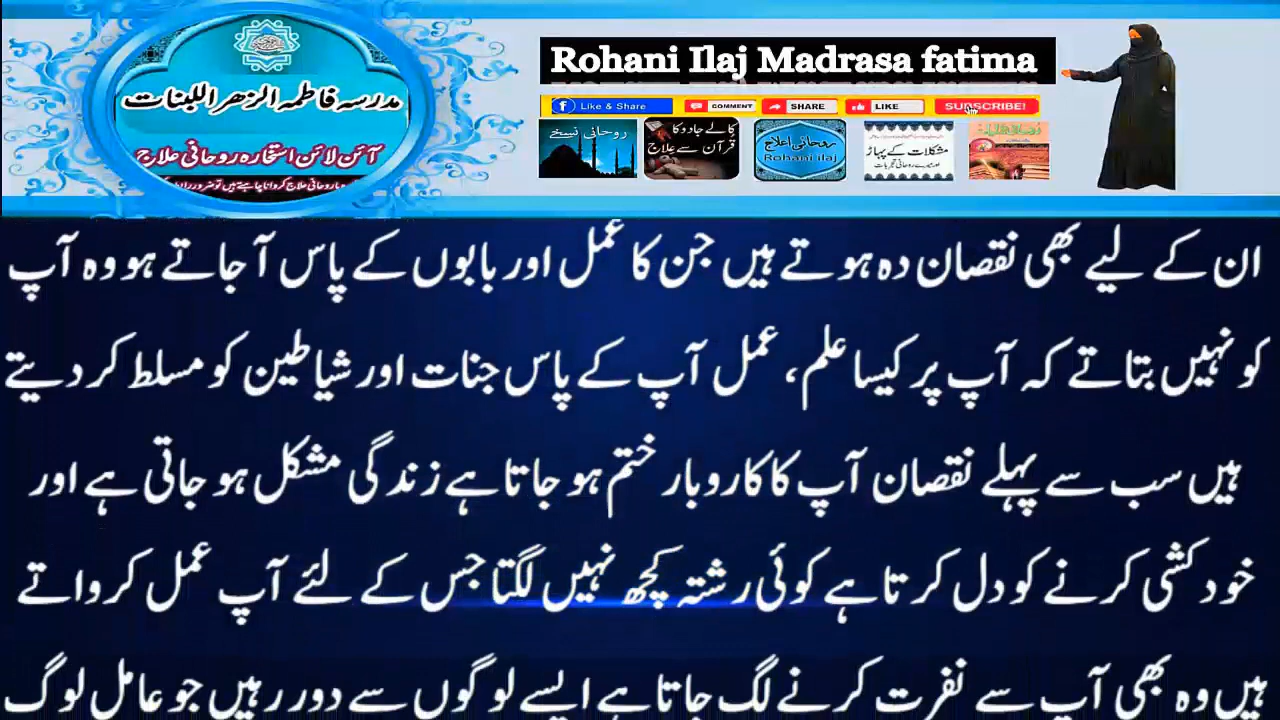 مدرسہ فاطمہ الزھرا للبنات
آئن لائن استخارہ روحانی علاج
Rohani Ilaj Madrasa fatima
Like & Share
COMMENT
SHARE
LIKE
SUBSCRIBE!
روحانی نسخ
کالے جادو کا
قرآن سے علاج
روحانی علاج
Rohani ilaj
مشکلات کے پہاڑ
ان کے لیے بھی نقصان دہ ہوتے ہیں جن کا عمل اور بابوں کے پاس آ جاتے ہو وہ آپ
کو نہیں بتاتے کہ آپ پر کیسا علم، عمل آپ کے پاس جنات اور شیاطین کو مسلط کر دیتے
ہیں سب سے پہلے نقصان آپ کا کاروبار ختم ہو جاتا ہے زندگی مشکل ہو جاتی ہے اور
خودکشی کرنے کو دل کرتا ہے کوئی رشتہ کچھ نہیں لگتا جس کے لئے آپ عمل کرواتے
ہیں وہ بھی آپ سے نفرت کرنے لگ جاتا ہے ایسے لوگوں سے دور رہیں جو عامل لوگ